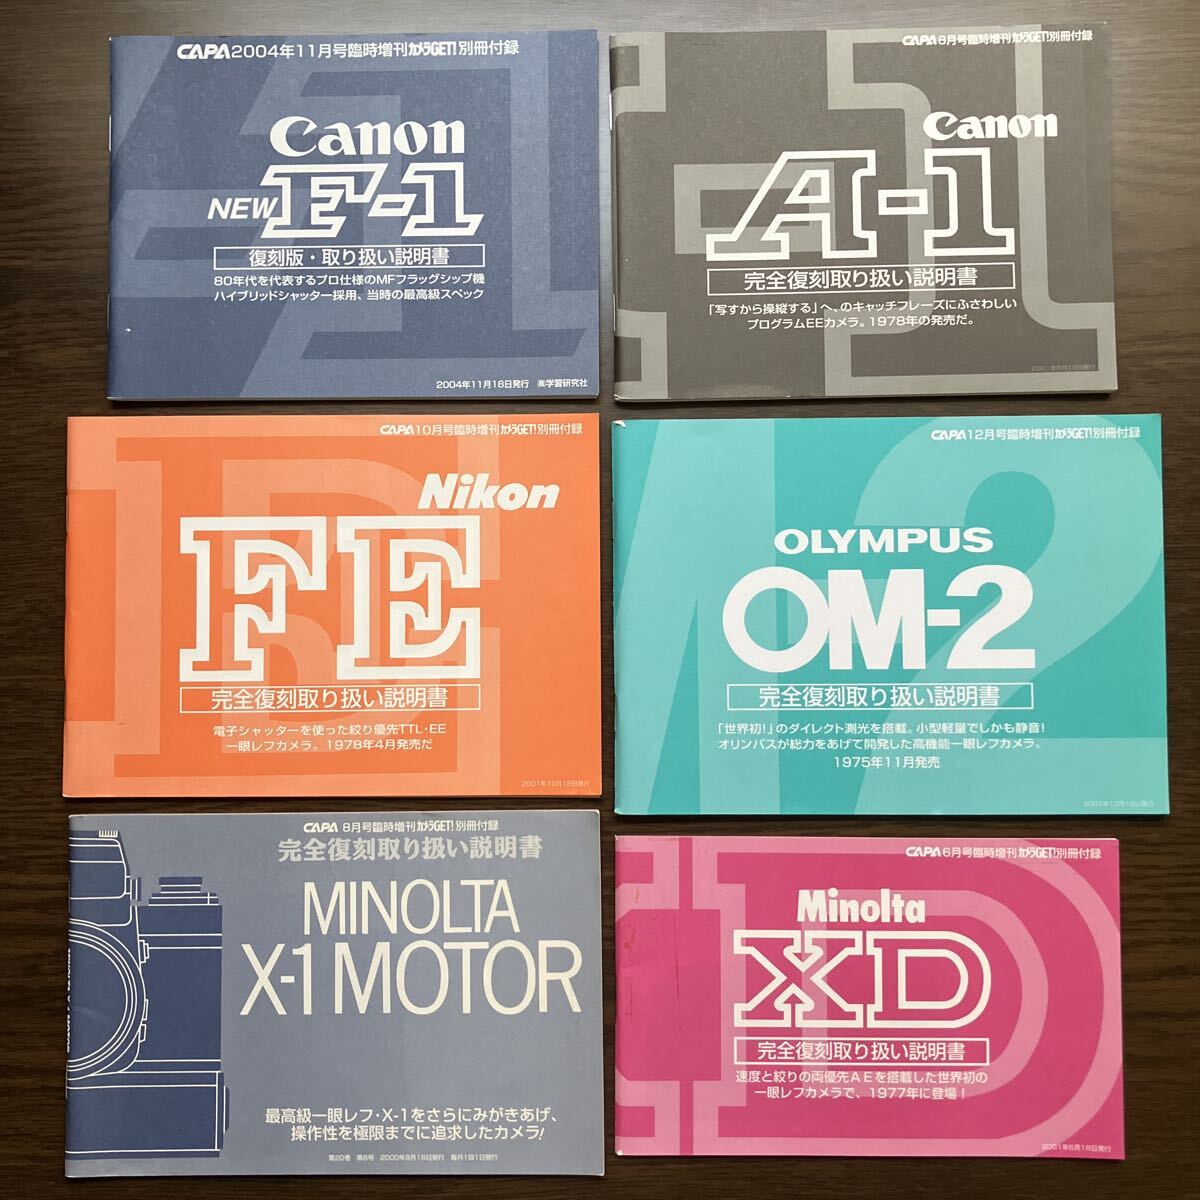 CAPA2004年11月号臨時増刊カメラGET!別冊付録
Canon
NEW F-1
復刻版・取り扱い説明書
80年代を代表するプロ仕様のMFフラッグシップ機
ハイブリッドシャッター採用、当時の最高級スペック
2004年11月18日発行 ㈱学習研究社
CAPA8月号臨時増刊カメラGET!別冊付録
Canon
A-1
完全復刻取り扱い説明書
「写すから操縦する」へ、のキャッチフレーズにふさわしい
プログラムEEカメラ。1978年の発売だ。
CAPA10月号臨時増刊カメラGET!別冊付録
Nikon
FE
完全復刻取り扱い説明書
電子シャッターを使った絞り優先TTL・EE
一眼レフカメラ。1978年4月発売だ
2001年10月18日発行
CAPA12月号臨時増刊カメラGET!別冊付録
OLYMPUS
OM-2
完全復刻取り扱い説明書
「世界初!」のダイレクト測光を搭載。小型軽量でしかも静音!
オリンパスが総力をあげて開発した高機能一眼レフカメラ。
1975年11月発売
2001年12月18日発行
CAPA 8月号臨時増刊カメラGET!別冊付録
完全復刻取り扱い説明書
MINOLTA
X-1 MOTOR
最高級一眼レフ・X-1をさらにみがきあげ、
操作性を極限までに追求したカメラ!
第20巻 第8号 2000年8月18日発行 毎月1回1日発行
CAPA6月号臨時増刊カメラGET!別冊付録
Minolta
XD
完全復刻取り扱い説明書
速度と絞りの両優先AEを搭載した世界初の
一眼レフカメラで、1977年に登場!
2001年6月18日発行